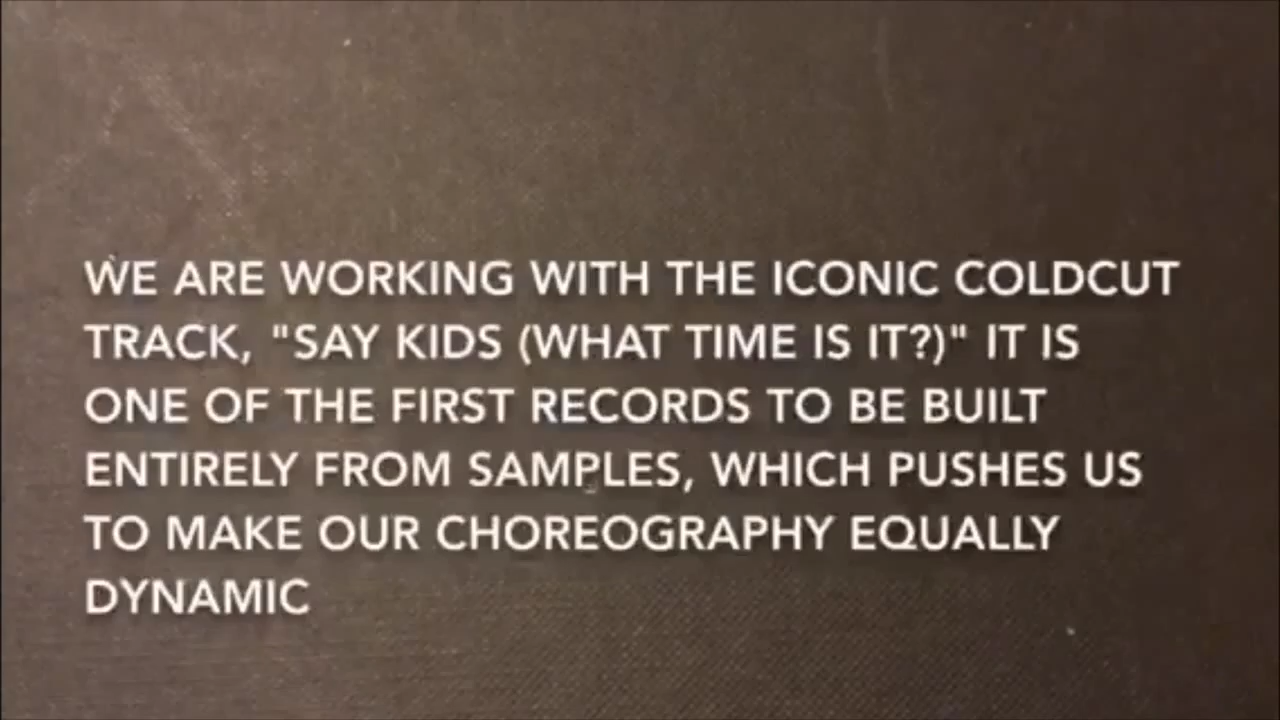 WE ARE WORKING WITH THE ICONIC COLDCUT
TRACK, "SAY KIDS (WHAT TIME IS IT?)" IT IS
ONE OF THE FIRST RECORDS TO BE BUILT
ENTIRELY FROM SAMPLES, WHICH PUSHES US
TO MAKE OUR CHOREOGRAPHY EQUALLY
DYNAMIC